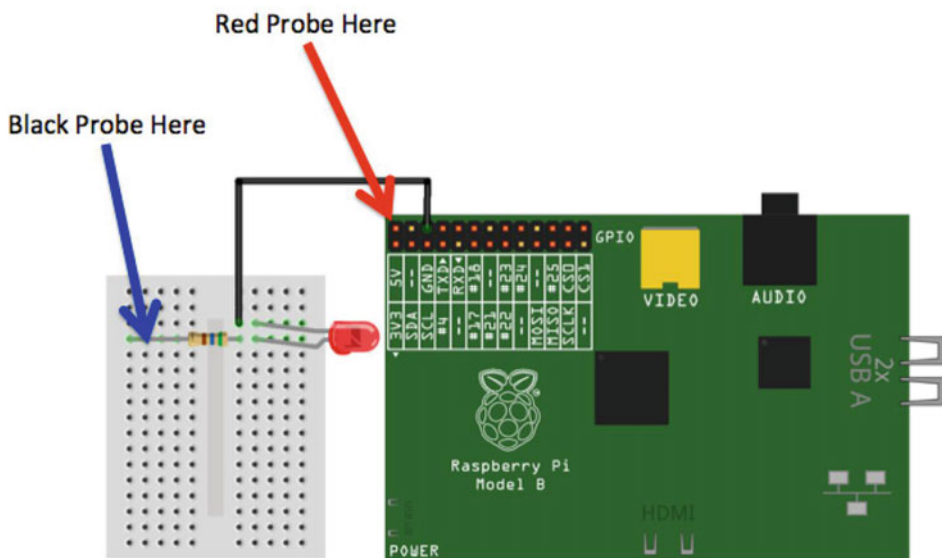 Red Probe Here
Black Probe Here
GPIO
5V
–
GND
TXD
RXD
#18
–
#23
#24
–
#25
CS0
CS1
3V3
SDA
SCL
#4
–
#17
#21
#22
–
MOSI
MISO
SCLK
–
VIDEO
AUDIO
2x
USB A
Raspberry Pi
Model B
HDMI
POWER